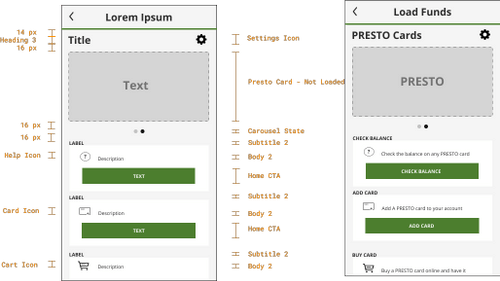 Lorem Ipsum
14 px
Heading 3
16 px
Title
Text
16 px
16 px
LABEL
Help Icon
Description
TEXT
LABEL
Card Icon
Description
TEXT
LABEL
Cart Icon
Description
Settings Icon
Presto Card - Not Loaded
Carousel State
Subtitle 2
Body 2
Home CTA
Subtitle 2
Body 2
Home CTA
Subtitle 2
Body 2
Load Funds
PRESTO Cards
PRESTO
CHECK BALANCE
Check the balance on any PRESTO card
CHECK BALANCE
ADD CARD
Add A PRESTO card to your account
ADD CARD
BUY CARD
Buy a PRESTO card online and have it